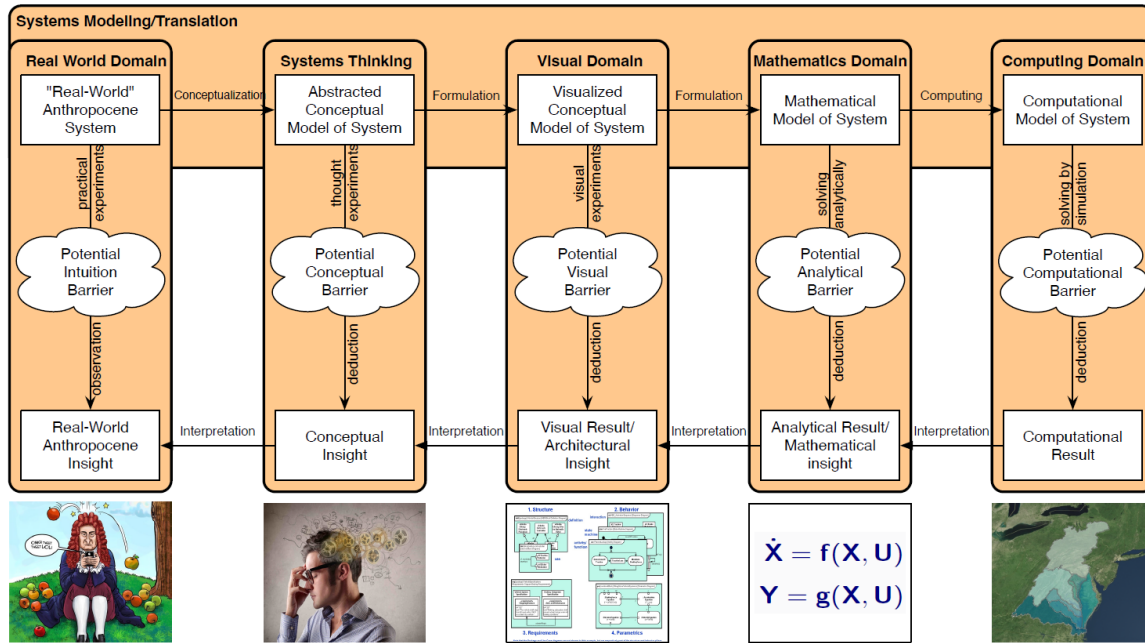 Systems Modeling/Translation
Real World Domain
Systems Thinking
Visual Domain
Mathematics Domain
Computing Domain
"Real-World"
Anthropocene
System
Conceptualization
Abstracted
Conceptual
Model of System
Formulation
Visualized
Conceptual
Model of System
Formulation
Mathematical
Model of System
Computing
Computational
Model of System
practical
experiments
thought
experiments
visual
experiments
solving
analytically
solving by
simulation
Potential
Intuition
Barrier
Potential
Conceptual
Barrier
Potential
Visual
Barrier
Potential
Analytical
Barrier
Potential
Computational
Barrier
observation
deduction
deduction
deduction
deduction
Real-World
Anthropocene
Insight
Interpretation
Conceptual
Insight
Interpretation
Visual Result/
Architectural
Insight
Interpretation
Analytical Result/
Mathematical
insight
Interpretation
Computational
Result
1. Structure
2. Behavior
3. Requirements
4. Parametrics
Ẋ = f(X, U)
Y = g(X, U)